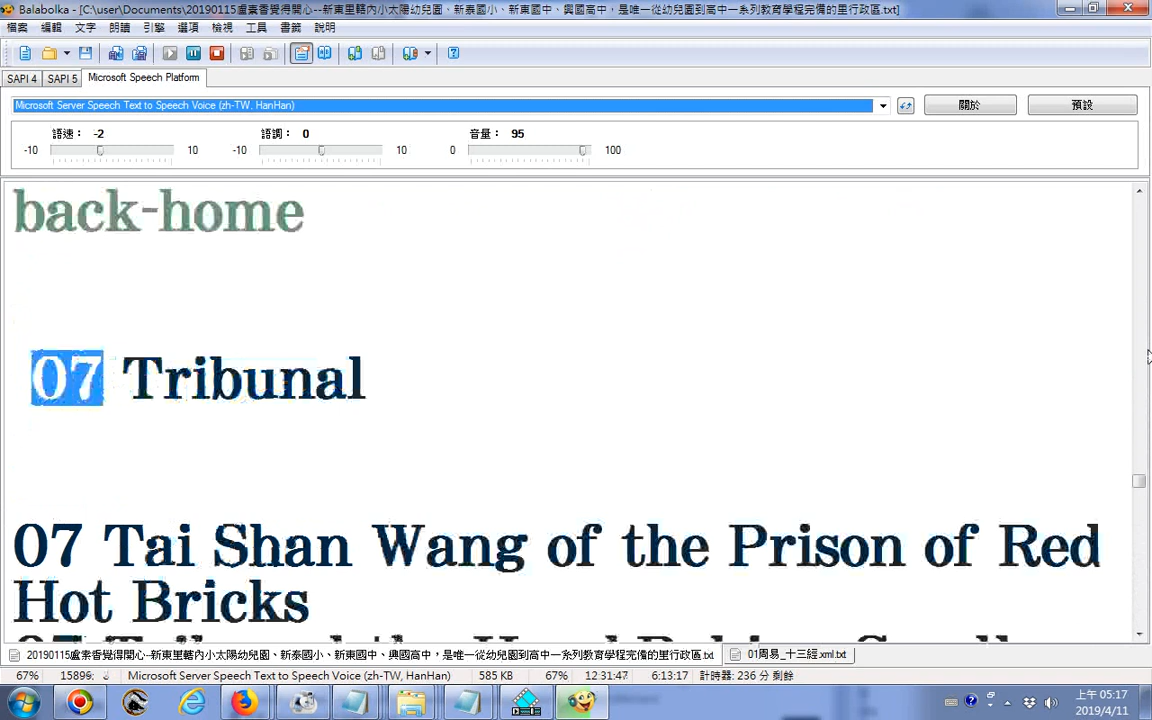 Balabolka - [C:\user\Documents\20190115盧素香覺得開心--新東里轄內小太陽幼兒園、新泰國小、新東國中、興國高中，是唯一從幼兒園到高中一系列教育學程完備的里行政區.txt]
檔案 編輯 文字 朗讀 引擎 選項 檢視 工具 書籤 說明
SAPI 4 SAPI 5 Microsoft Speech Platform
Microsoft Server Speech Text to Speech Voice (zh-TW, HanHan)
關於 預設
語速： -2 語調： 0 音量： 95
-10 10 -10 10 0 100
back-home
07 Tribunal
07 Tai Shan Wang of the Prison of Red
Hot Bricks
20190115盧素香覺得開心--新東里轄內小太陽幼兒園、新泰國小、新東國中、興國高中，是唯一從幼兒園到高中一系列教育學程完備的里行政區.txt 01周易_十三經.xml.txt
67% Microsoft Server Speech Text to Speech Voice (zh-TW, HanHan) 585 KB 67% 12:31:47 6:13:17 計時器: 236 分 剩餘
上午 05:17
2019/4/11